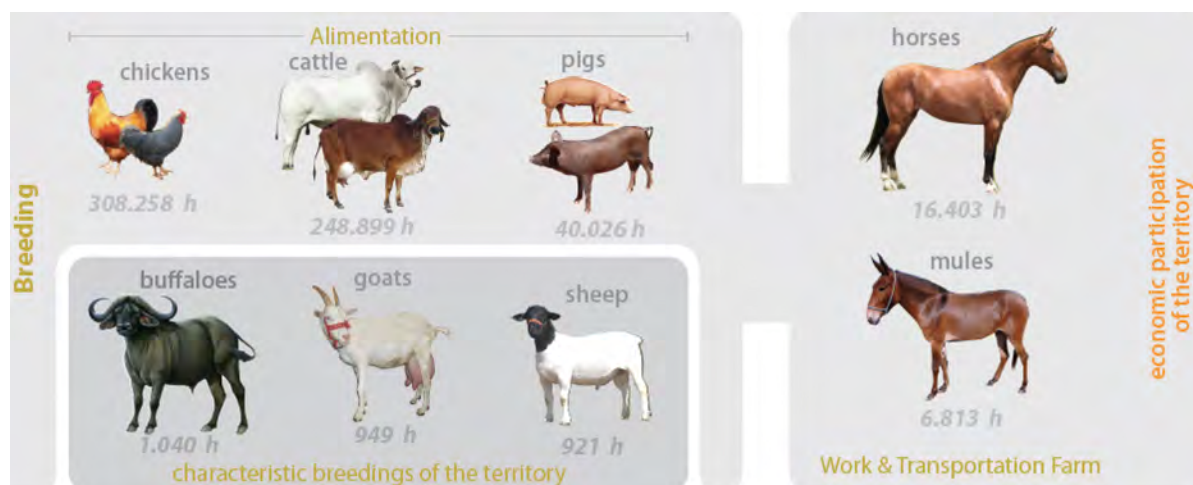 Alimentation
chickens
cattle
pigs
308.258 h
248.899 h
40.026 h
Breeding
buffaloes
goats
sheep
1.040 h
949 h
921 h
characteristic breedings of the territory
horses
16.403 h
mules
6.813 h
Work & Transportation Farm
economic participation
of the territory